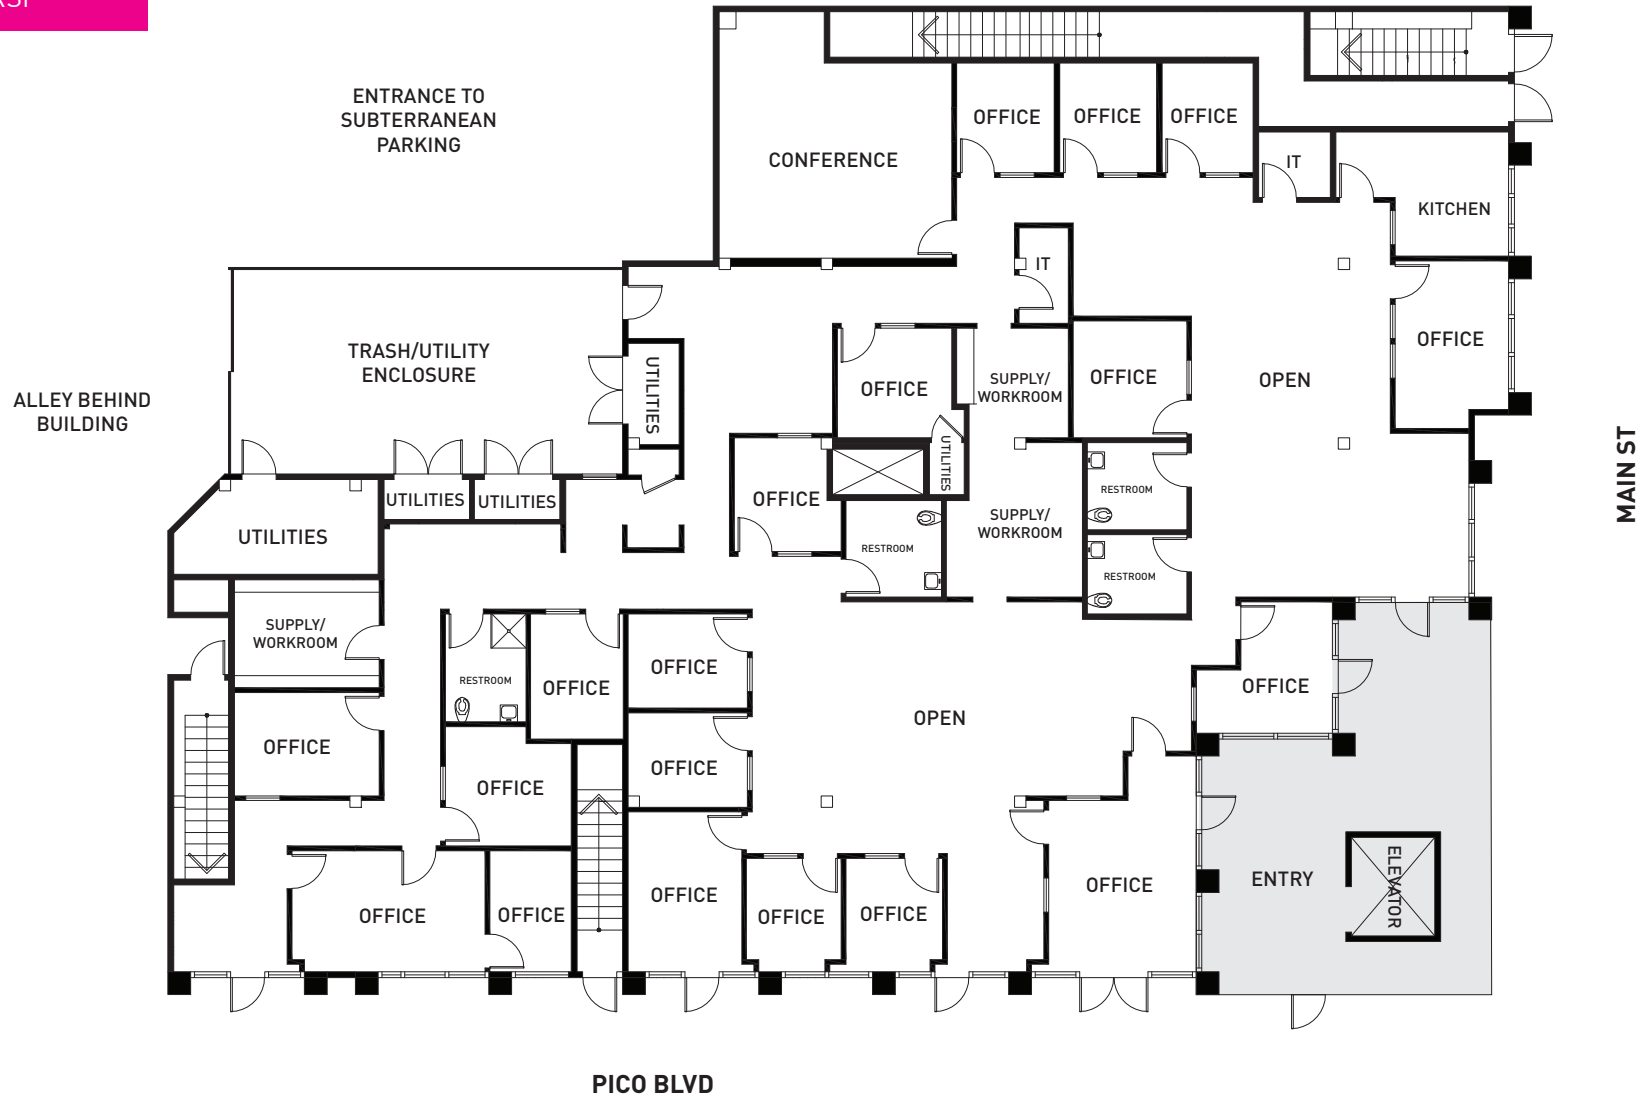 ENTRANCE TO
SUBTERRANEAN
PARKING
CONFERENCE
OFFICE
OFFICE
OFFICE
IT
KITCHEN
IT
OFFICE
TRASH/UTILITY
ENCLOSURE
UTILITIES
OFFICE
SUPPLY/
WORKROOM
OFFICE
OPEN
ALLEY BEHIND
BUILDING
MAIN ST
UTILITIES
UTILITIES
UTILITIES
OFFICE
UTILITIES
RESTROOM
SUPPLY/
WORKROOM
UTILITIES
RESTROOM
RESTROOM
SUPPLY/
WORKROOM
RESTROOM
OFFICE
OFFICE
OFFICE
OPEN
OFFICE
OFFICE
OFFICE
OFFICE
OFFICE
OFFICE
OFFICE
OFFICE
OFFICE
OFFICE
ENTRY
ELEVATOR
PICO BLVD